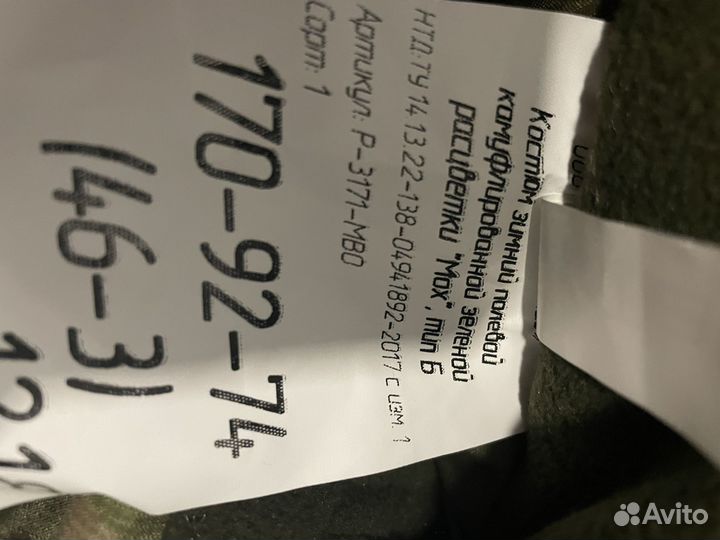 Костюм зимний полевой
камуфлированной зеленой
расцветки "Мох", тип Б
НТД:ТУ 14.13.22-138-04941892-2017 с изм. 1
Артикул: Р-3171-МВО
Сорт: 1
170-92-74
(46-3)
Avito